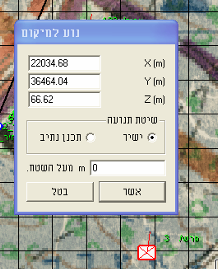 נוע למיקום
22034.68 X (m)
36464.04 Y (m)
66.62 Z (m)
שיטת תנועה
ישיר תכנן נתיב
0 m מעל השטח.
אשר בטל